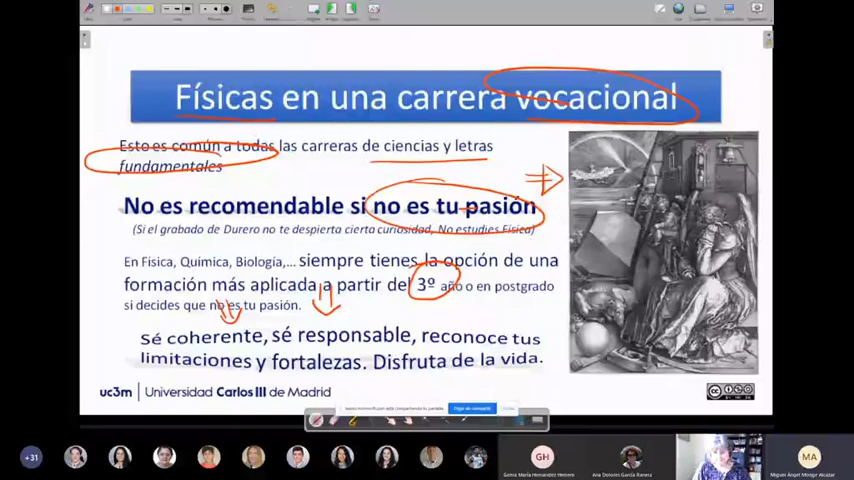 Físicas en una carrera vocacional
Esto es común a todas las carreras de ciencias y letras
fundamentales
No es recomendable si no es tu pasión
(Si el grabado de Durero no te despierta cierta curiosidad, No estudies Física)
En Física, Química, Biología,... siempre tienes la opción de una
formación más aplicada a partir del 3º año o en postgrado
si decides que no es tu pasión.
Sé coherente, sé responsable, reconoce tus
limitaciones y fortalezas. Disfruta de la vida.
uc3m Universidad Carlos III de Madrid
cc
+31
GH
MA
Gema María Hernández Herrero
Ana Dolores García Ranera
Miguel Ángel Monge Alcázar